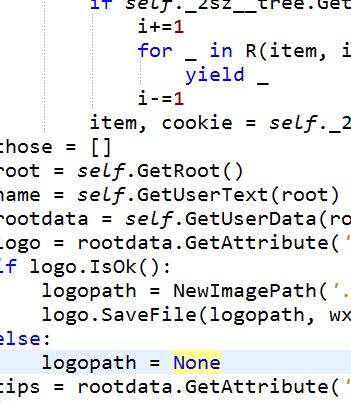 if self._2sz__tree.Get
i+=1
for _ in R(item, i
yield _
i-=1
item, cookie = self._2
those = []
root = self.GetRoot()
name = self.GetUserText(root)
rootdata = self.GetUserData(ro
logo = rootdata.GetAttribute('
if logo.IsOk():
logopath = NewImagePath('.
logo.SaveFile(logopath, wx
else:
logopath = None
tips = rootdata.GetAttribute('